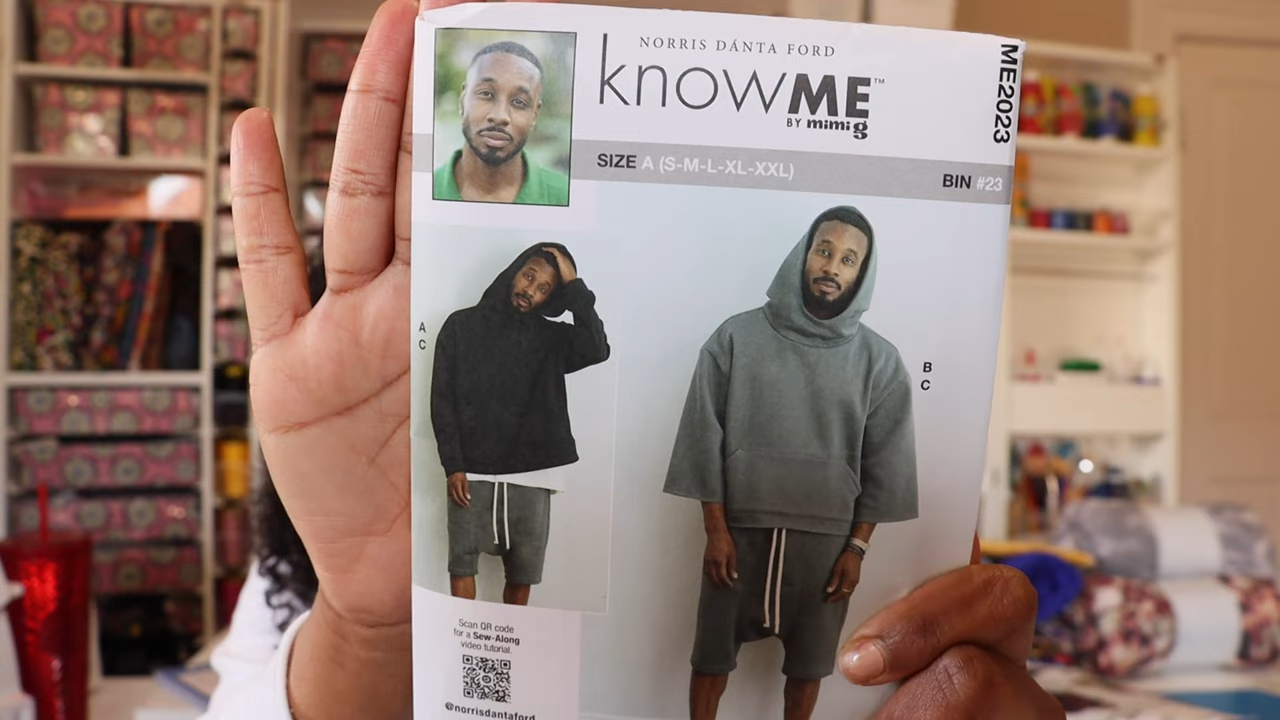 NORRIS DÁNTA FORD
knowME™
BY mimi g
ME2023
SIZE A (S-M-L-XL-XXL)
BIN #23
A
C
B
C
Scan QR code
for a Sew-Along
video tutorial.
@norrisdantaford